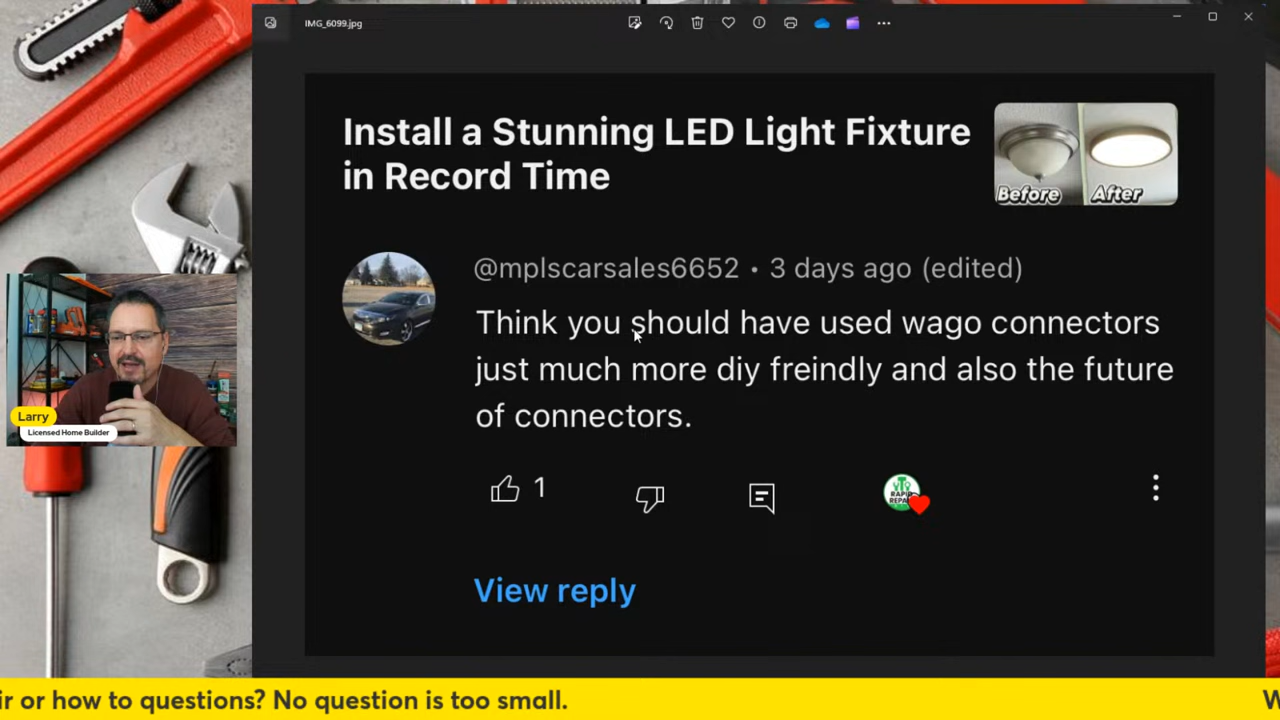 IMG_6099.jpg
Install a Stunning LED Light Fixture
in Record Time
Before
After
@mplscarsales6652 • 3 days ago (edited)
Think you should have used wago connectors
just much more diy freindly and also the future
of connectors.
1
RAPID
REPAIR
View reply
Larry
Licensed Home Builder
ir or how to questions? No question is too small.
W